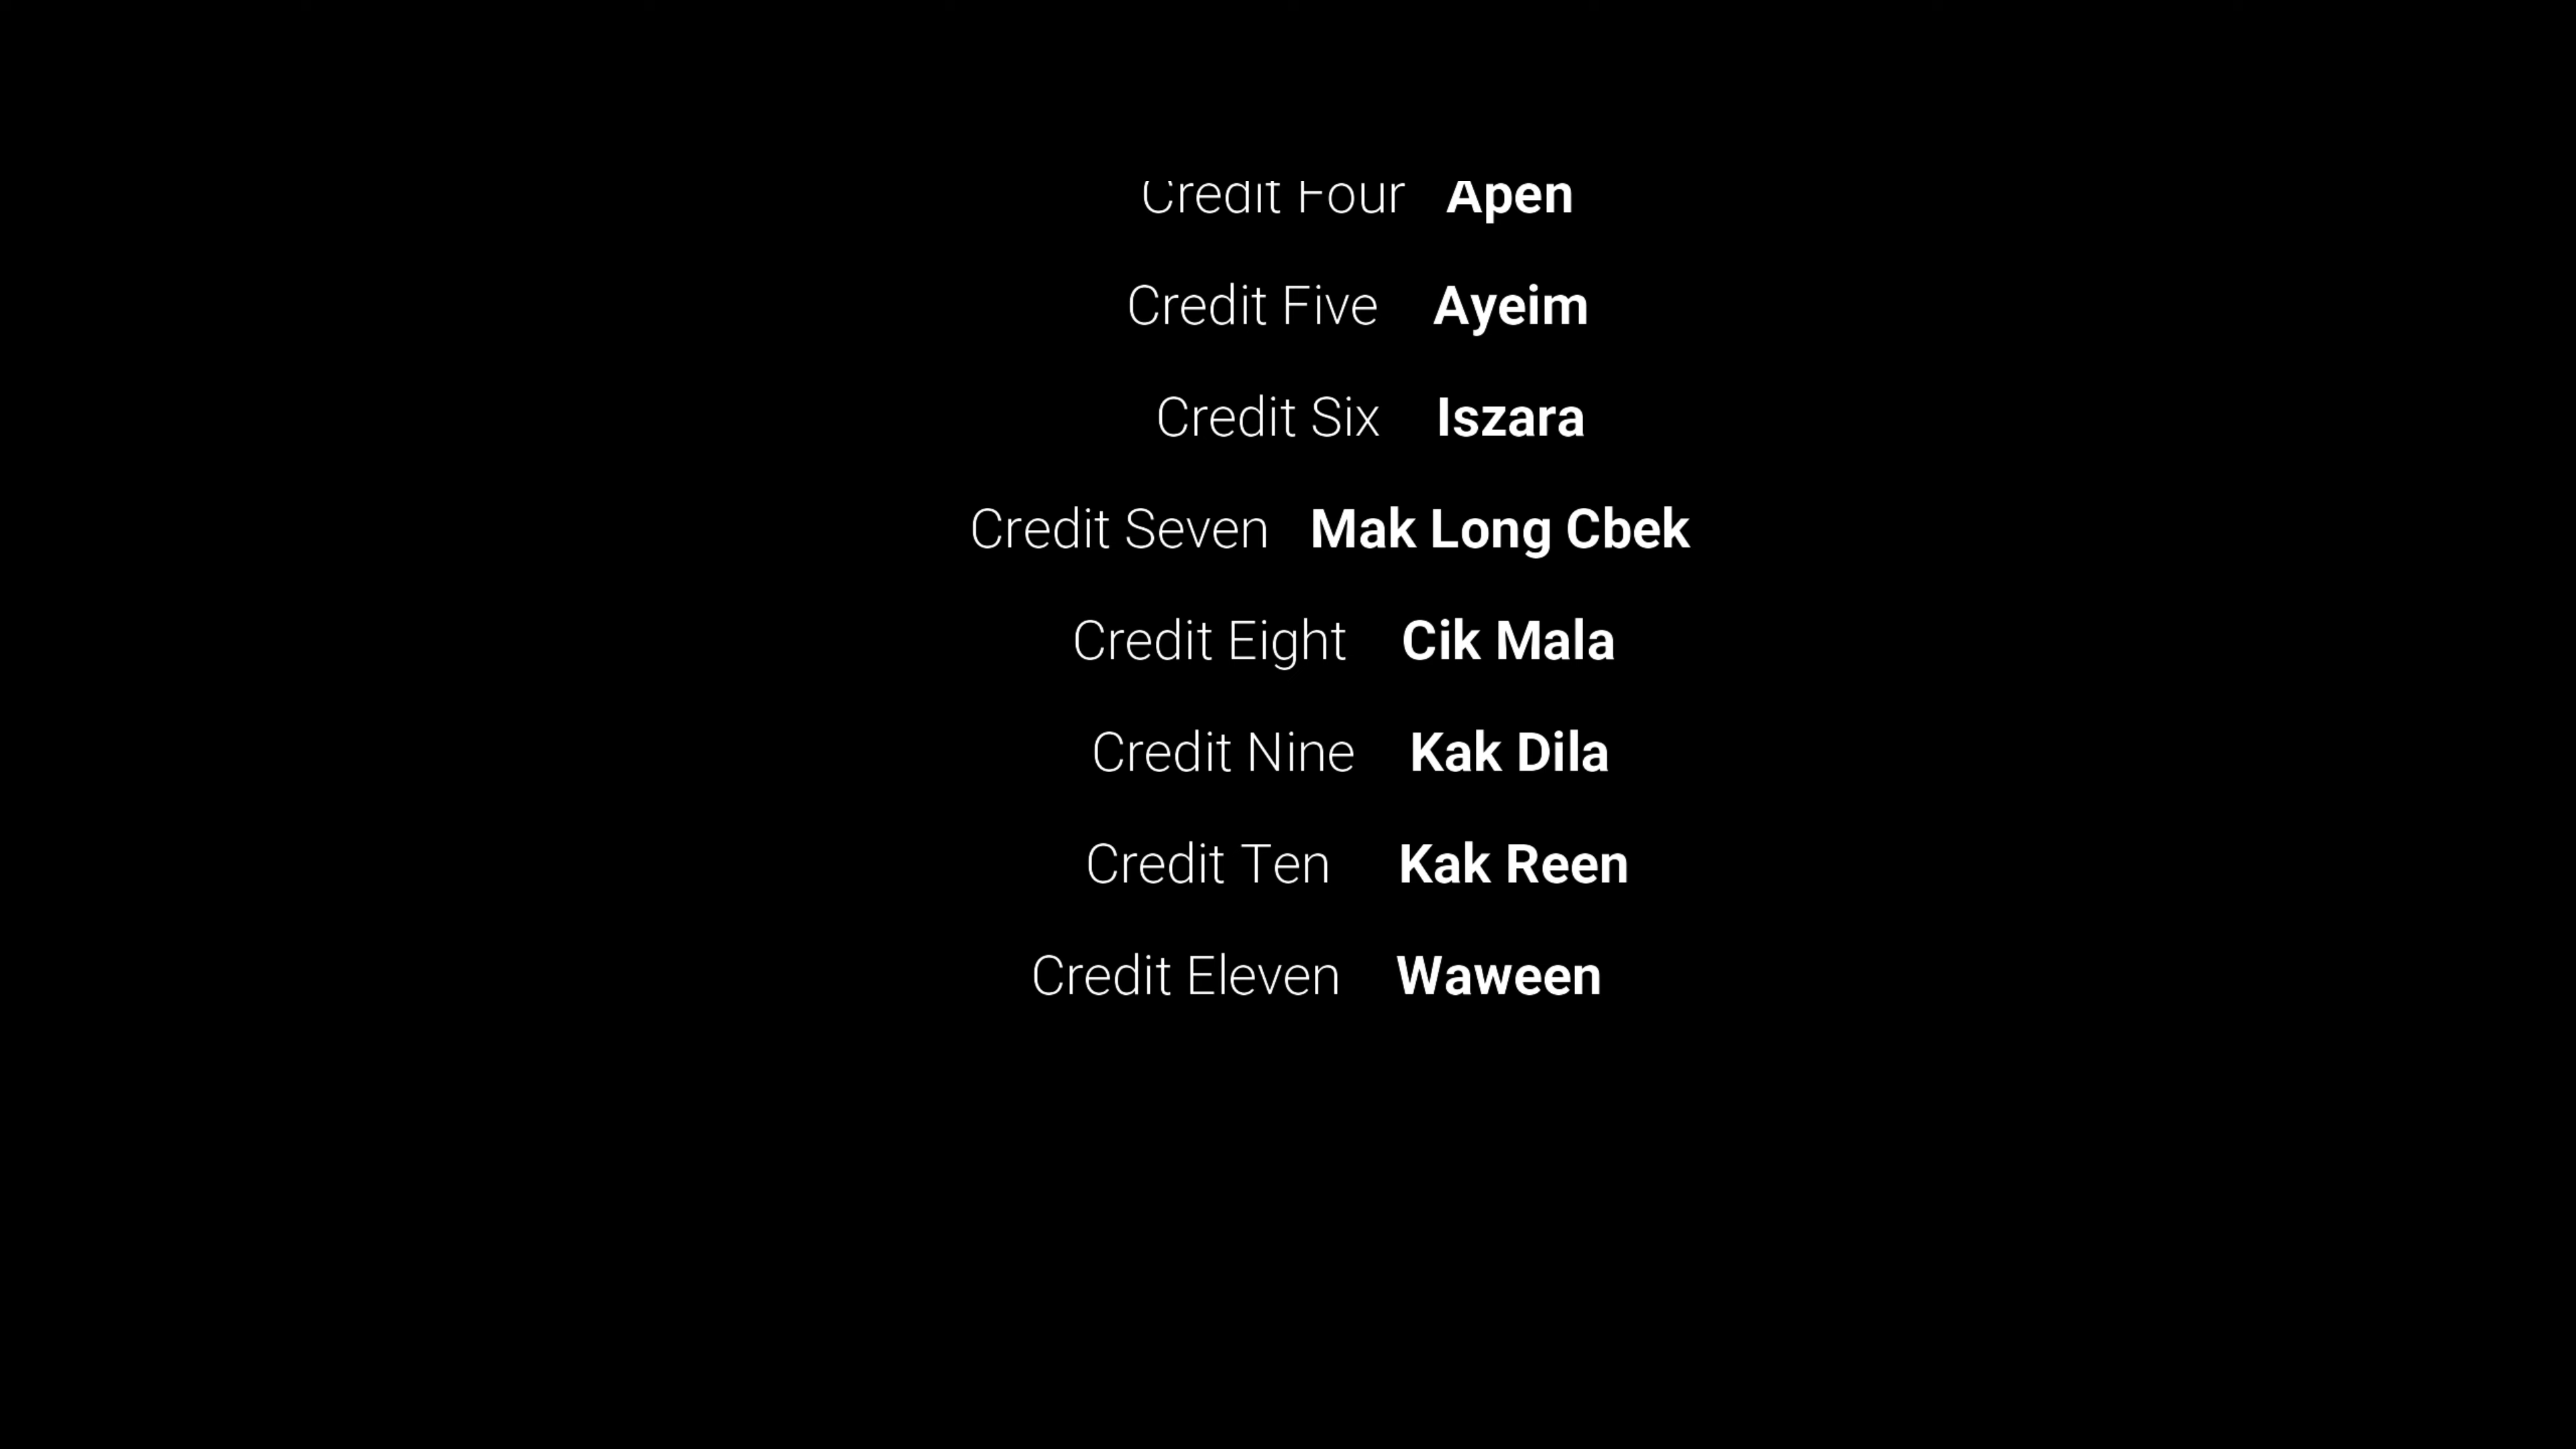 Credit Four Apen
Credit Five Ayeim
Credit Six Iszara
Credit Seven Mak Long Cbek
Credit Eight Cik Mala
Credit Nine Kak Dila
Credit Ten Kak Reen
Credit Eleven Waween